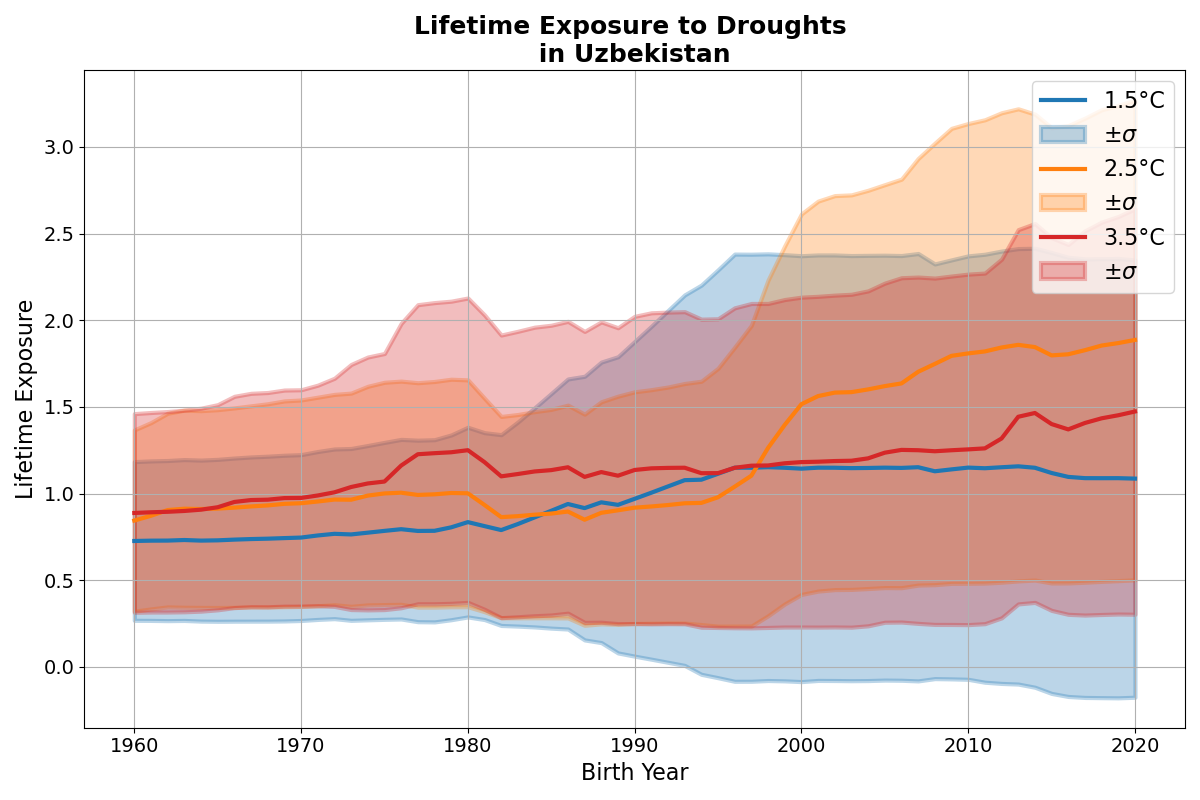 Lifetime Exposure to Droughts
in Uzbekistan
Lifetime Exposure
3.0
2.5
2.0
1.5
1.0
0.5
0.0
1960
1970
1980
1990
2000
2010
2020
Birth Year
1.5°C
±σ
2.5°C
±σ
3.5°C
±σ